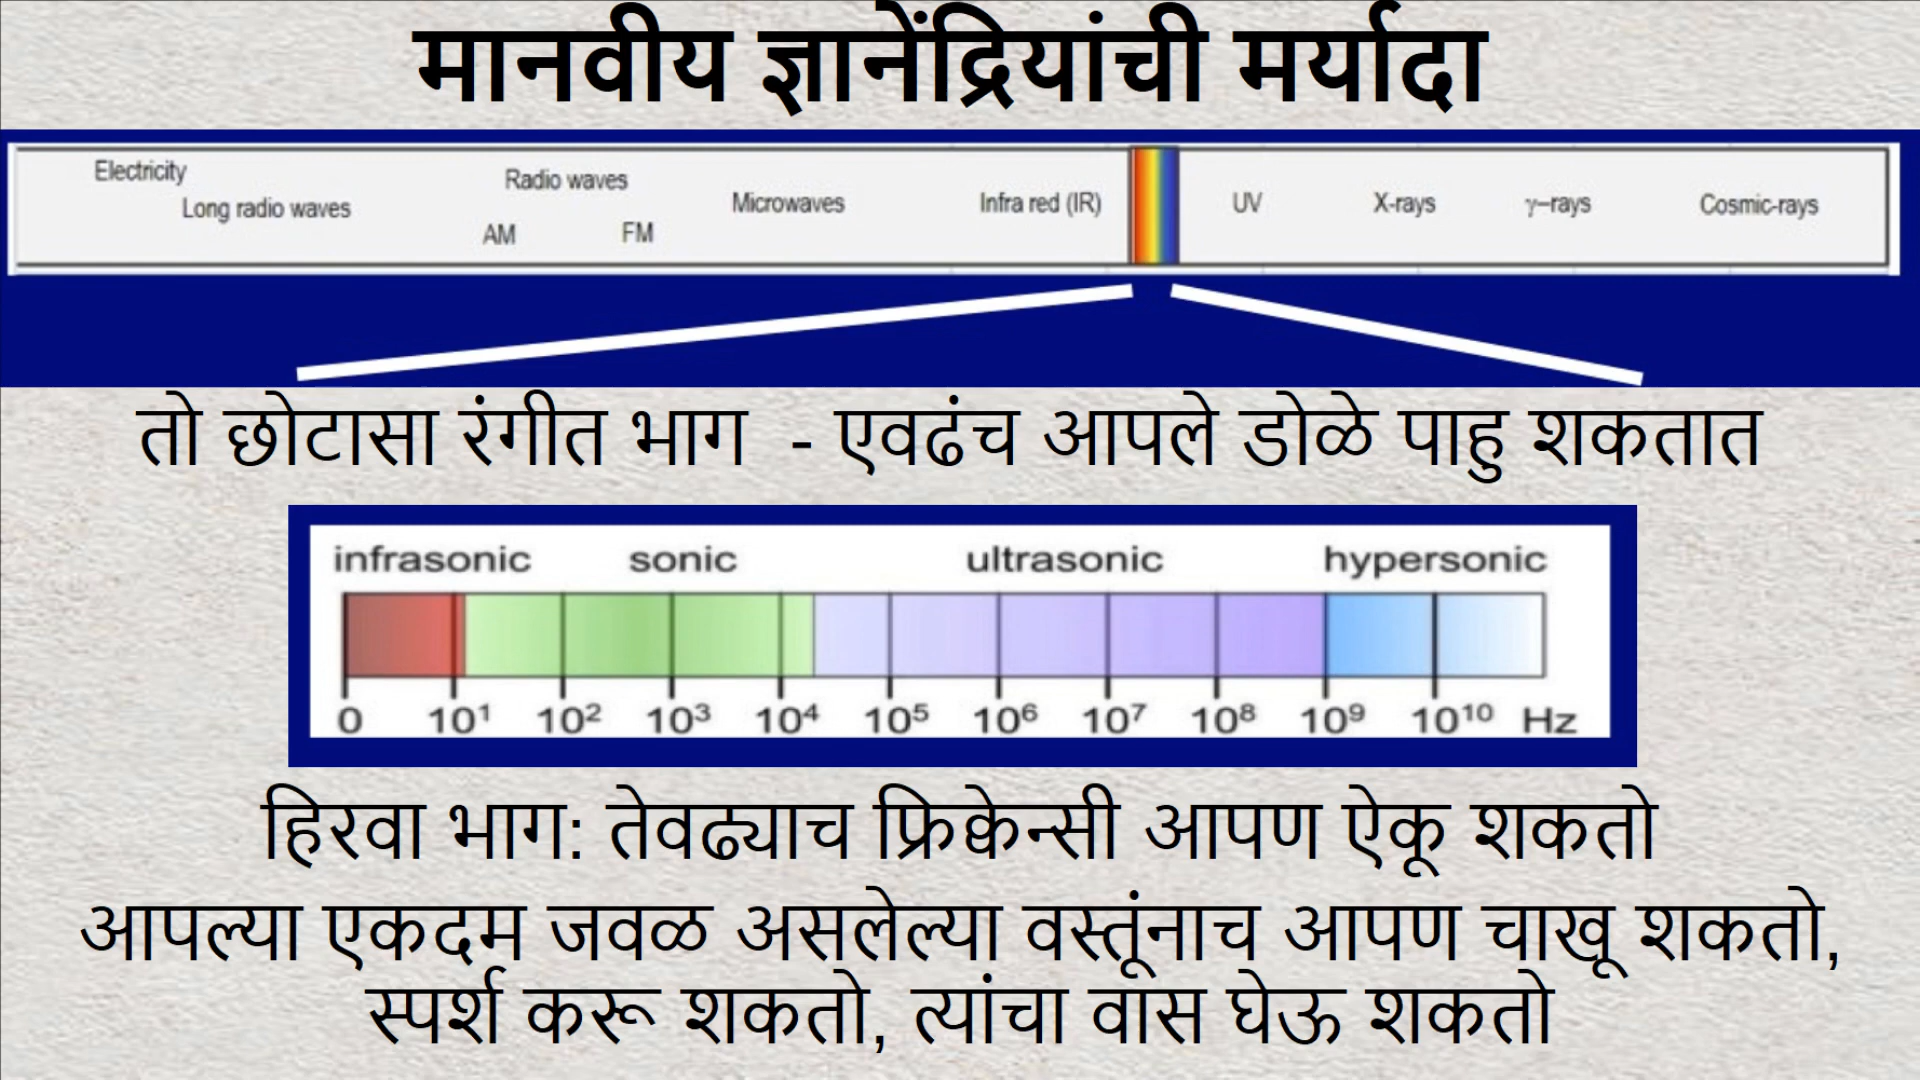 मानवीय ज्ञानेंद्रियांची मर्यादा
Electricity
Long radio waves
Radio waves
AM FM
Microwaves
Infra red (IR)
UV
X-rays
γ–rays
Cosmic-rays
तो छोटासा रंगीत भाग - एवढंच आपले डोळे पाहु शकतात
infrasonic sonic ultrasonic hypersonic
0 10¹ 10² 10³ 10⁴ 10⁵ 10⁶ 10⁷ 10⁸ 10⁹ 10¹⁰ Hz
हिरवा भाग: तेवढ्याच फ्रिक्वेन्सी आपण ऐकू शकतो
आपल्या एकदम जवळ असलेल्या वस्तूंनाच आपण चाखू शकतो,
स्पर्श करू शकतो, त्यांचा वास घेऊ शकतो